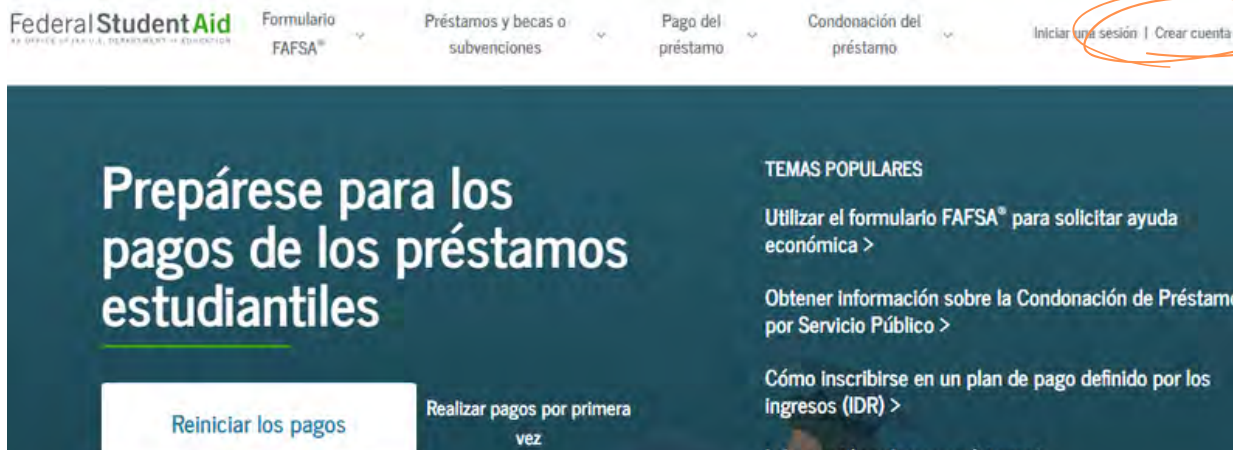 Federal Student Aid
AN OFFICE of the U.S. DEPARTMENT of EDUCATION
Formulario
FAFSA®
Préstamos y becas o
subvenciones
Pago del
préstamo
Condonación del
préstamo
Iniciar una sesión | Crear cuenta
Prepárese para los
pagos de los préstamos
estudiantiles
Reiniciar los pagos
Realizar pagos por primera
vez
TEMAS POPULARES
Utilizar el formulario FAFSA® para solicitar ayuda
económica >
Obtener información sobre la Condonación de Préstamo
por Servicio Público >
Cómo inscribirse en un plan de pago definido por los
ingresos (IDR) >